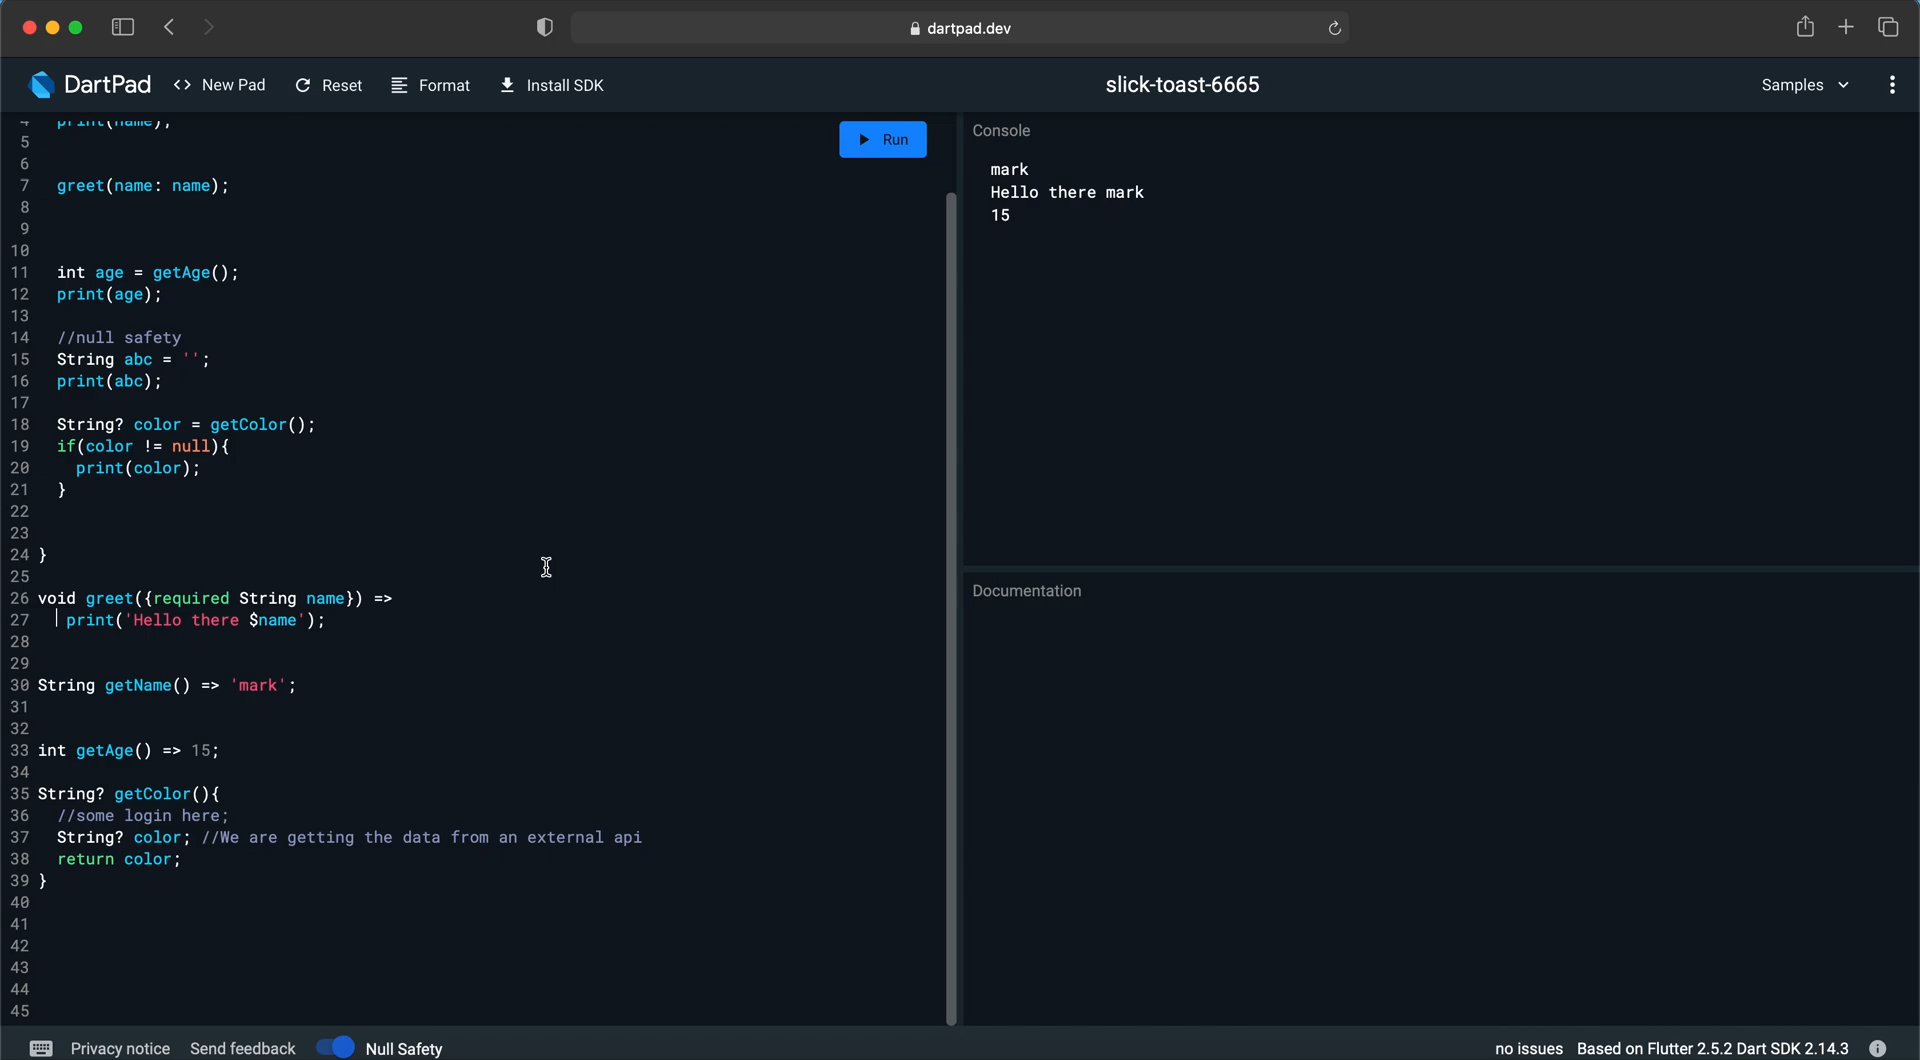 dartpad.dev
DartPad
<> New Pad
Reset
Format
Install SDK
slick-toast-6665
Samples
4 print(name);
5
6
7 greet(name: name);
8
9
10
11 int age = getAge();
12 print(age);
13
14 //null safety
15 String abc = '';
16 print(abc);
17
18 String? color = getColor();
19 if(color != null){
20 print(color);
21 }
22
23
24 }
25
26 void greet({required String name}) =>
27 print('Hello there $name');
28
29
30 String getName() => 'mark';
31
32
33 int getAge() => 15;
34
35 String? getColor(){
36 //some login here;
37 String? color; //We are getting the data from an external api
38 return color;
39 }
40
41
42
43
44
45
Run
Console
mark
Hello there mark
15
Documentation
Privacy notice
Send feedback
Null Safety
no issues
Based on Flutter 2.5.2 Dart SDK 2.14.3